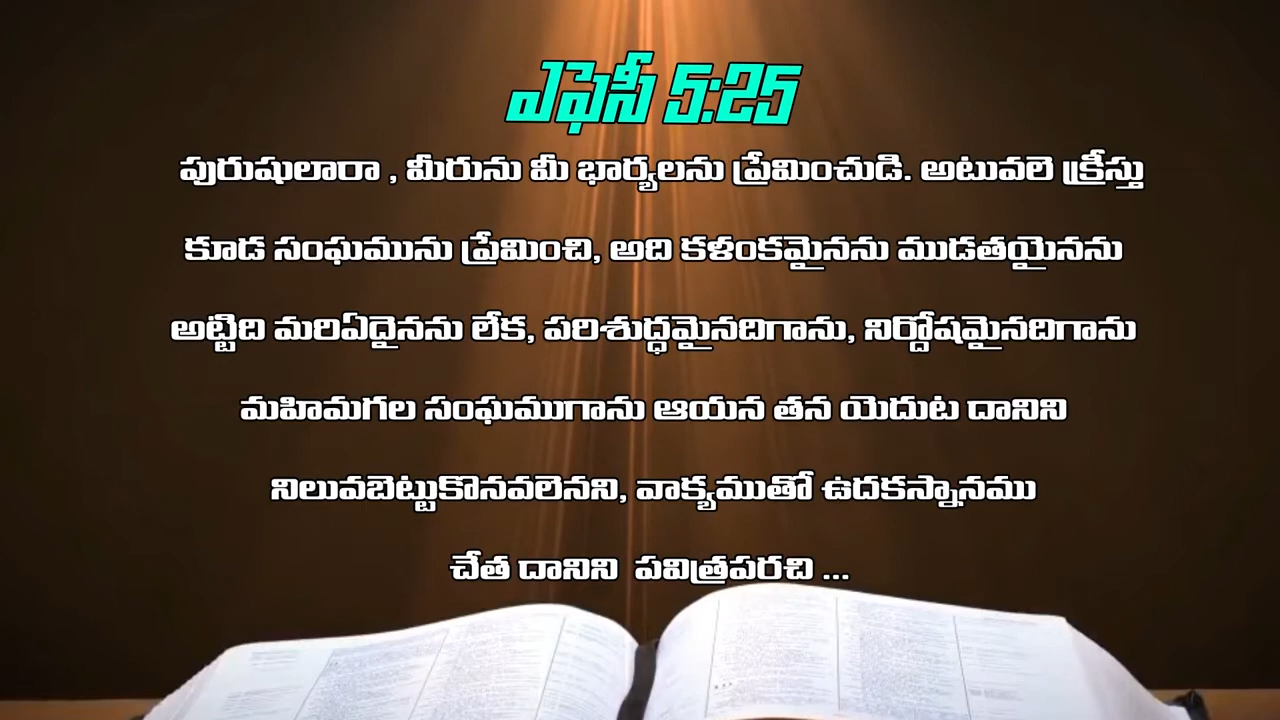 ఎఫెసీ 5:25
పురుషులారా , మీరును మీ భార్యలను ప్రేమించుడి. అటువలె క్రీస్తు
కూడ సంఘమును ప్రేమించి, అది కళంకమైనను ముడతయైనను
అట్టిది మరిఏదైనను లేక, పరిశుద్ధమైనదిగాను, నిర్దోషమైనదిగాను
మహిమగల సంఘముగాను ఆయన తన యెదుట దానిని
నిలువబెట్టుకొనవలెనని, వాక్యముతో ఉదకస్నానము
చేత దానిని పవిత్రపరచి ...